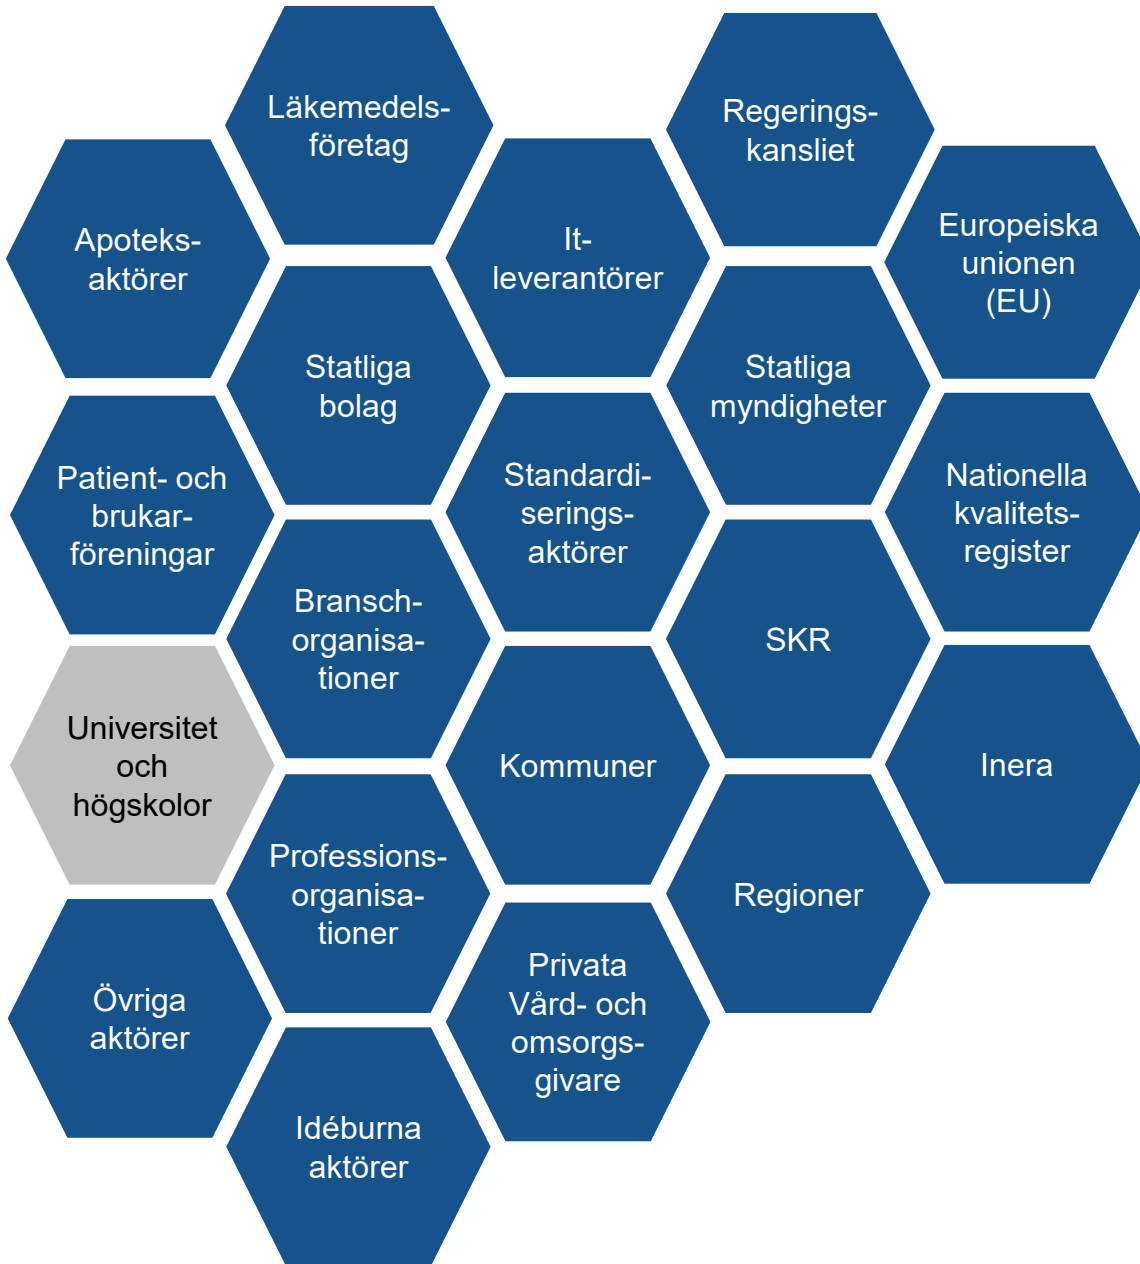 Läkemedels-
företag
Regerings-
kansliet
Apoteks-
aktörer
It-
leverantörer
Europeiska
unionen
(EU)
Statliga
bolag
Statliga
myndigheter
Patient- och
brukar-
föreningar
Standardi-
serings-
aktörer
Nationella
kvalitets-
register
Bransch-
organisa-
tioner
SKR
Universitet
och
högskolor
Kommuner
Inera
Professions-
organisa-
tioner
Regioner
Övriga
aktörer
Privata
Vård- och
omsorgs-
givare
Idéburna
aktörer